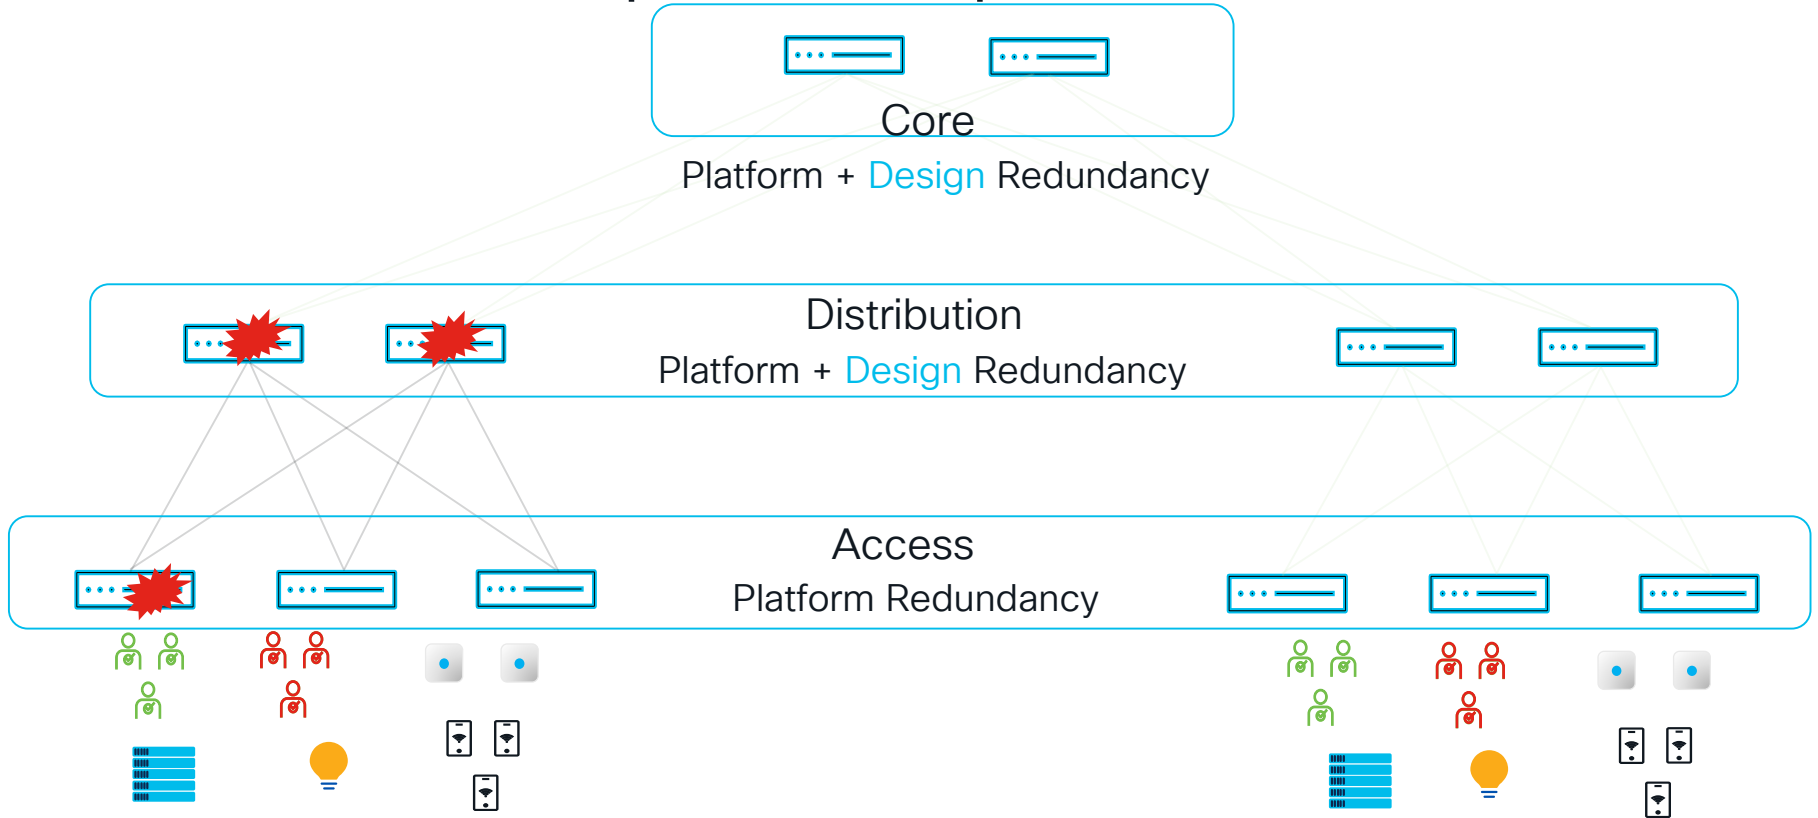 Core
Platform + Design Redundancy
Distribution
Platform + Design Redundancy
Access
Platform Redundancy